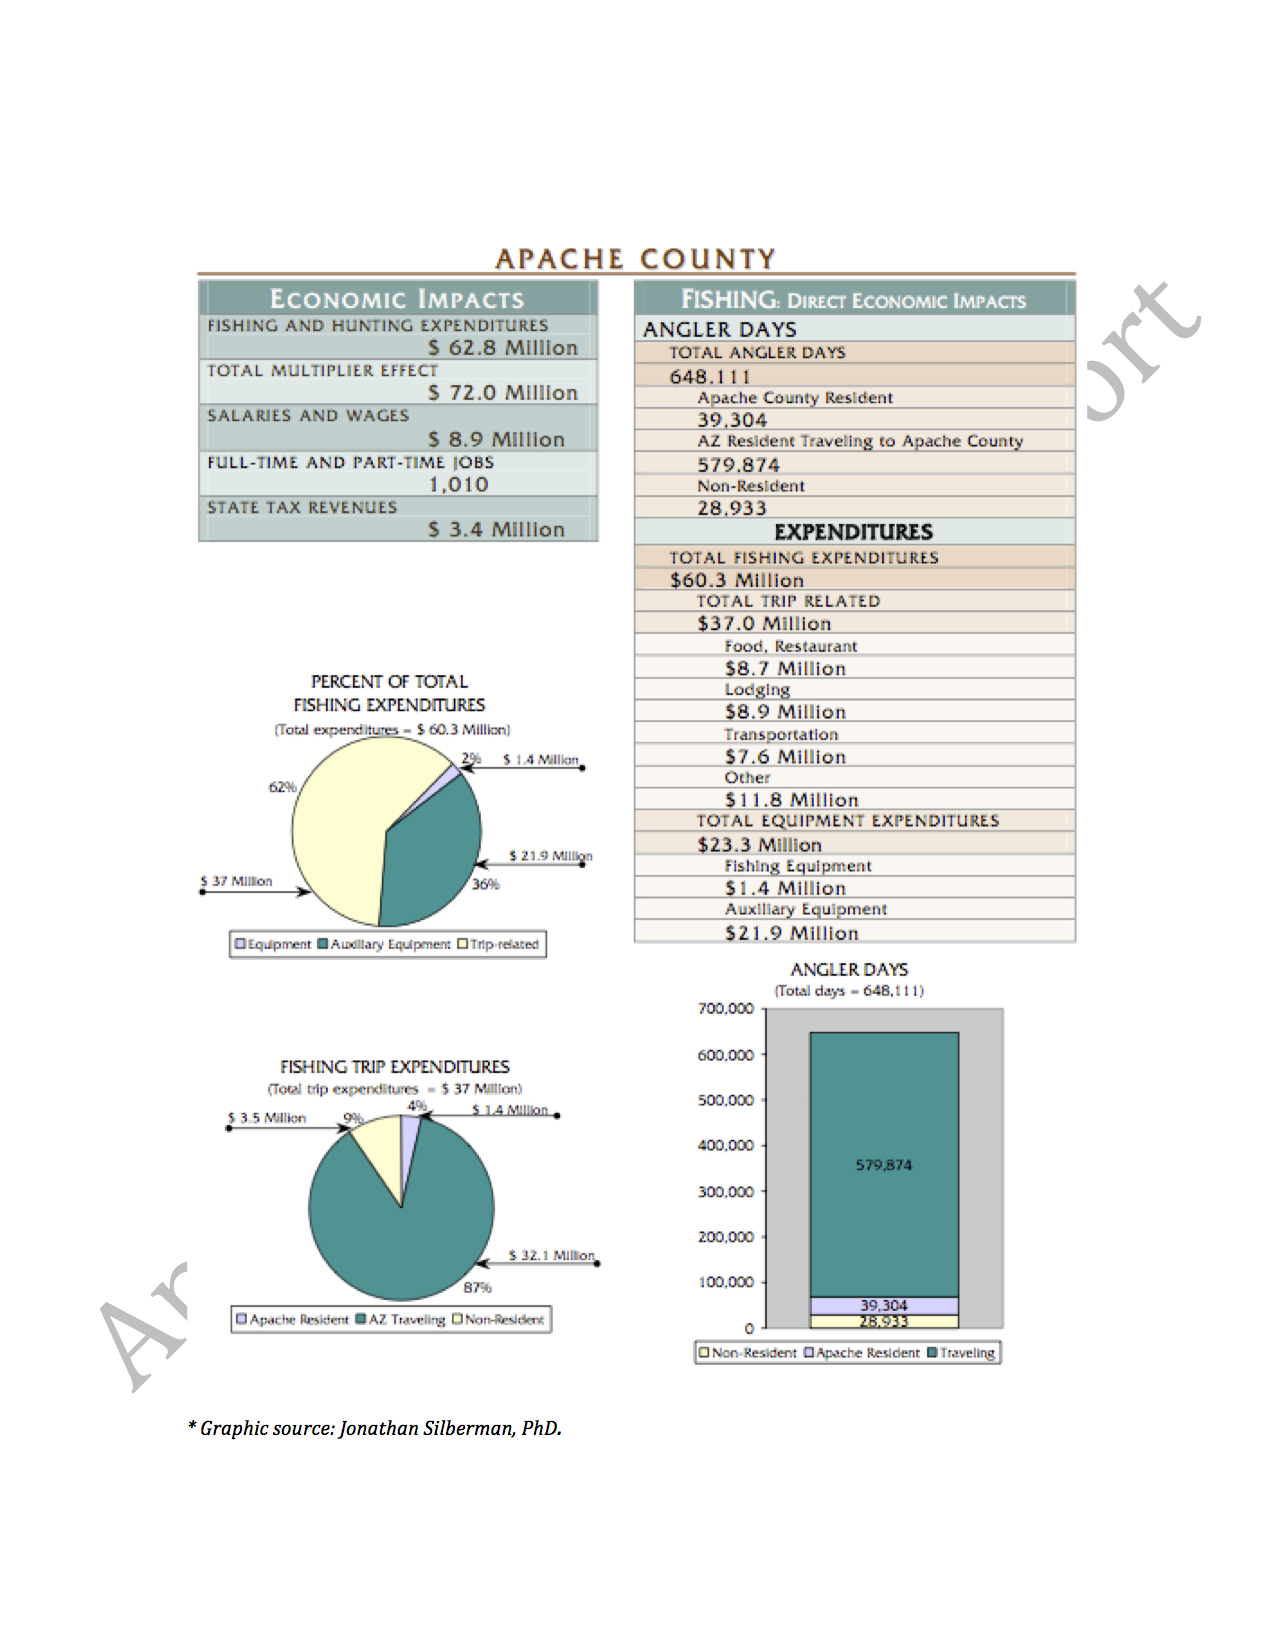 APACHE COUNTY
ECONOMIC IMPACTS
FISHING AND HUNTING EXPENDITURES
$ 62.8 Million
TOTAL MULTIPLIER EFFECT
$ 72.0 Million
SALARIES AND WAGES
$ 8.9 Million
FULL-TIME AND PART-TIME JOBS
1,010
STATE TAX REVENUES
$ 3.4 Million
FISHING: DIRECT ECONOMIC IMPACTS
ANGLER DAYS
TOTAL ANGLER DAYS
648,111
Apache County Resident
39,304
AZ Resident Traveling to Apache County
579,874
Non-Resident
28,933
EXPENDITURES
TOTAL FISHING EXPENDITURES
$60.3 Million
TOTAL TRIP RELATED
$37.0 Million
Food, Restaurant
$8.7 Million
Lodging
$8.9 Million
Transportation
$7.6 Million
Other
$11.8 Million
TOTAL EQUIPMENT EXPENDITURES
$23.3 Million
Fishing Equipment
$1.4 Million
Auxiliary Equipment
$21.9 Million
PERCENT OF TOTAL
FISHING EXPENDITURES
(Total expenditures = $ 60.3 Million)
2% $ 1.4 Million
62%
$ 21.9 Million
36%
$ 37 Million
Equipment Auxiliary Equipment Trip-related
FISHING TRIP EXPENDITURES
(Total trip expenditures = $ 37 Million)
4% $ 1.4 Million
$ 3.5 Million 9%
$ 32.1 Million
87%
Apache Resident AZ Traveling Non-Resident
ANGLER DAYS
(Total days = 648,111)
700,000
600,000
500,000
400,000
300,000
200,000
100,000
0
579,874
39,304
28,933
Non-Resident Apache Resident Traveling
* Graphic source: Jonathan Silberman, PhD.
Ar
ort